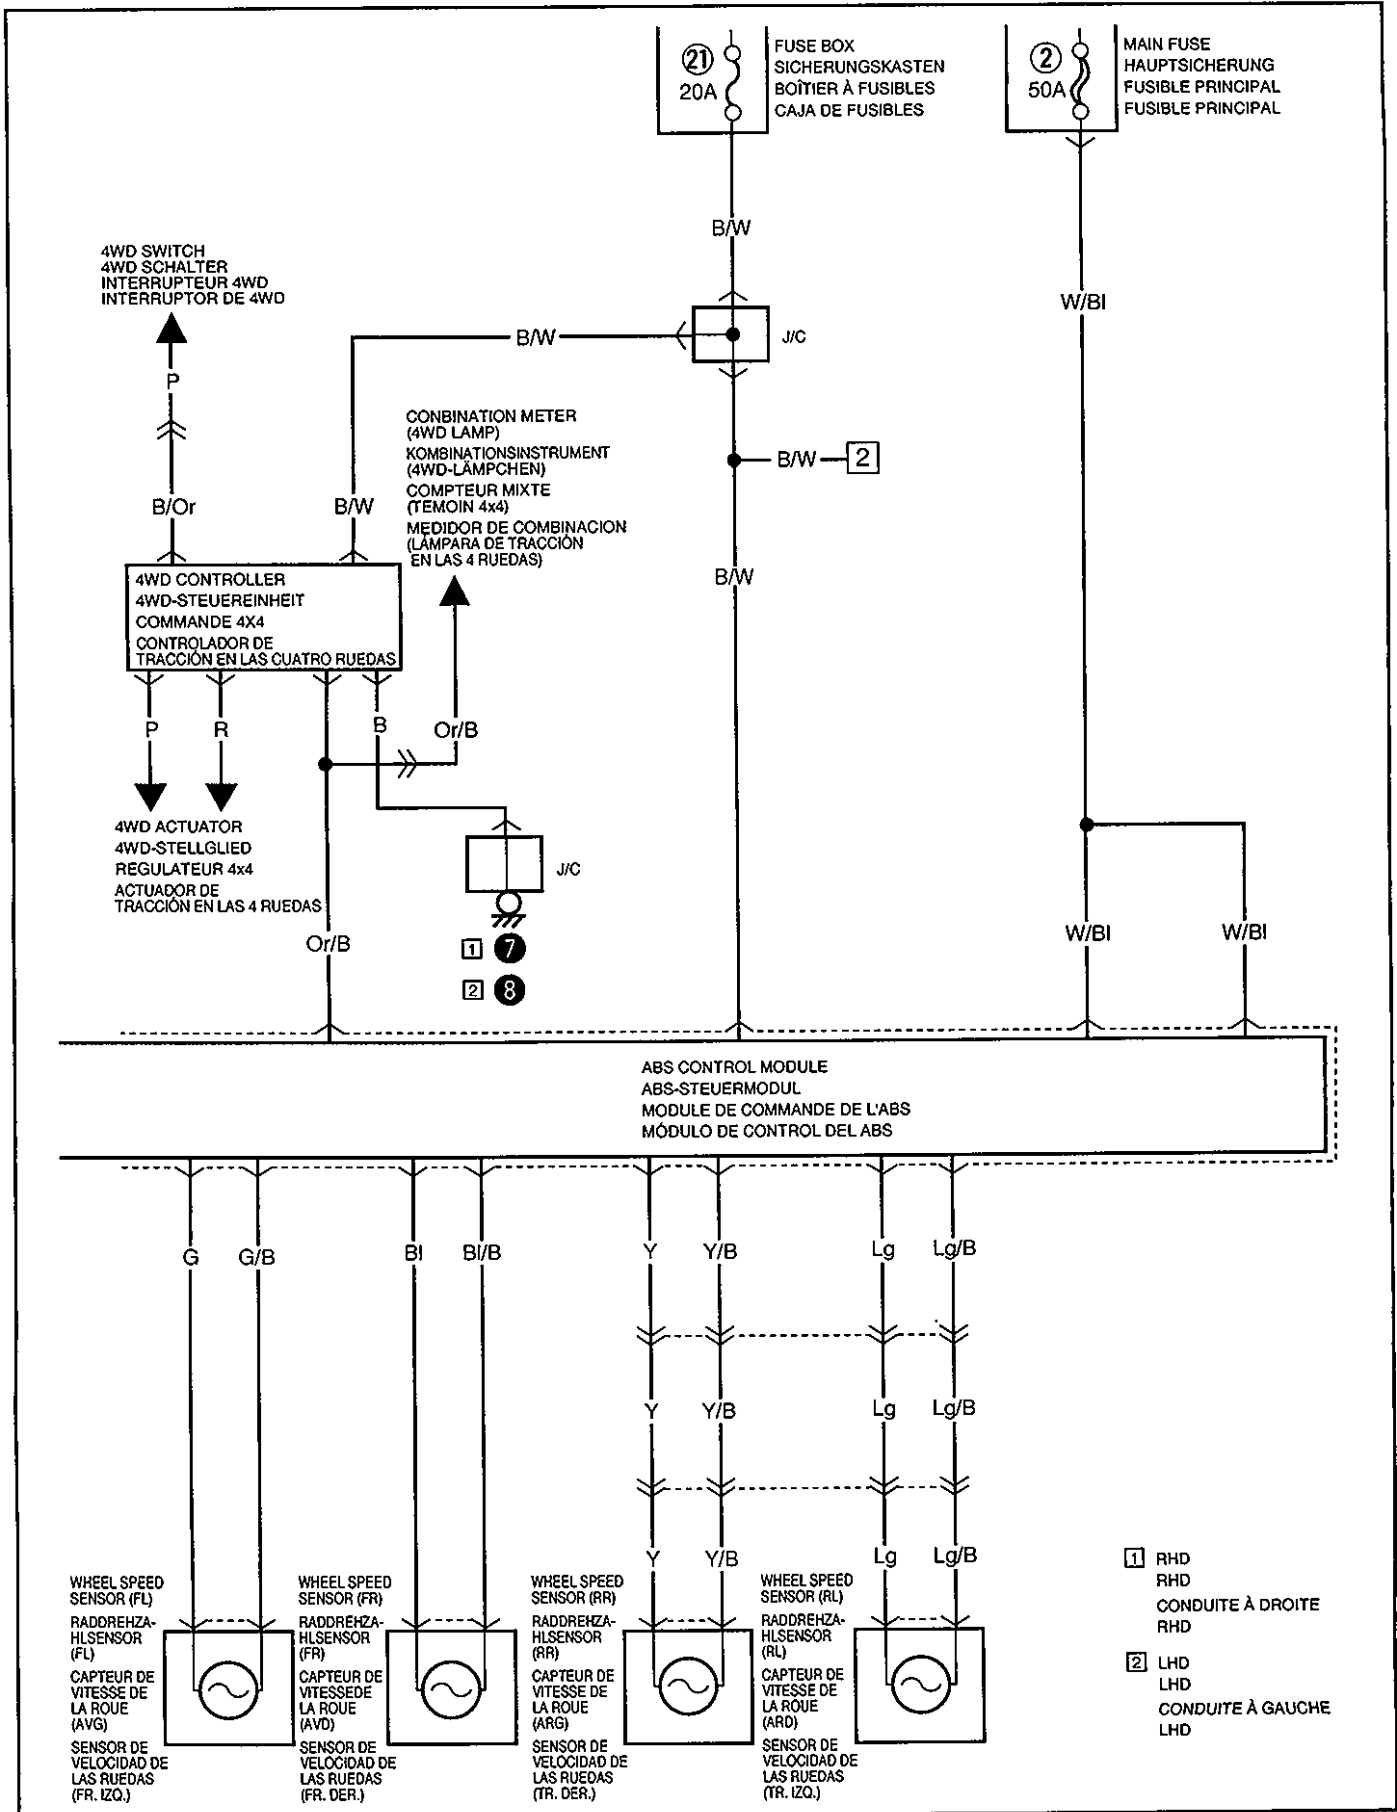 21
20A
FUSE BOX
SICHERUNGSKASTEN
BOÎTIER À FUSIBLES
CAJA DE FUSIBLES
2
50A
MAIN FUSE
HAUPTSICHERUNG
FUSIBLE PRINCIPAL
FUSIBLE PRINCIPAL
B/W
W/Bl
4WD SWITCH
4WD SCHALTER
INTERRUPTEUR 4WD
INTERRUPTOR DE 4WD
B/W
J/C
P
CONBINATION METER
(4WD LAMP)
KOMBINATIONSINSTRUMENT
(4WD-LÄMPCHEN)
COMPTEUR MIXTE
(TEMOIN 4x4)
MEDIDOR DE COMBINACION
(LÁMPARA DE TRACCIÓN
EN LAS 4 RUEDAS)
B/W 2
B/Or
B/W
B/W
4WD CONTROLLER
4WD-STEUEREINHEIT
COMMANDE 4X4
CONTROLADOR DE
TRACCIÓN EN LAS CUATRO RUEDAS
P
R
B
Or/B
4WD ACTUATOR
4WD-STELLGLIED
REGULATEUR 4x4
ACTUADOR DE
TRACCIÓN EN LAS 4 RUEDAS
J/C
Or/B
1 7
2 8
W/Bl
W/Bl
ABS CONTROL MODULE
ABS-STEUERMODUL
MODULE DE COMMANDE DE L'ABS
MÓDULO DE CONTROL DEL ABS
G
G/B
Bl
Bl/B
Y
Y/B
Lg
Lg/B
Y
Y/B
Lg
Lg/B
Y
Y/B
Lg
Lg/B
WHEEL SPEED
SENSOR (FL)
RADDREHZA-
HLSENSOR
(FL)
CAPTEUR DE
VITESSE DE
LA ROUE
(AVG)
SENSOR DE
VELOCIDAD DE
LAS RUEDAS
(FR. IZQ.)
WHEEL SPEED
SENSOR (FR)
RADDREHZA-
HLSENSOR
(FR)
CAPTEUR DE
VITESSEDE
LA ROUE
(AVD)
SENSOR DE
VELOCIDAD DE
LAS RUEDAS
(FR. DER.)
WHEEL SPEED
SENSOR (RR)
RADDREHZA-
HLSENSOR
(RR)
CAPTEUR DE
VITESSE DE
LA ROUE
(ARG)
SENSOR DE
VELOCIDAD DE
LAS RUEDAS
(TR. DER.)
WHEEL SPEED
SENSOR (RL)
RADDREHZA-
HLSENSOR
(RL)
CAPTEUR DE
VITESSE DE
LA ROUE
(ARD)
SENSOR DE
VELOCIDAD DE
LAS RUEDAS
(TR. IZQ.)
1 RHD
RHD
CONDUITE À DROITE
RHD
2 LHD
LHD
CONDUITE À GAUCHE
LHD